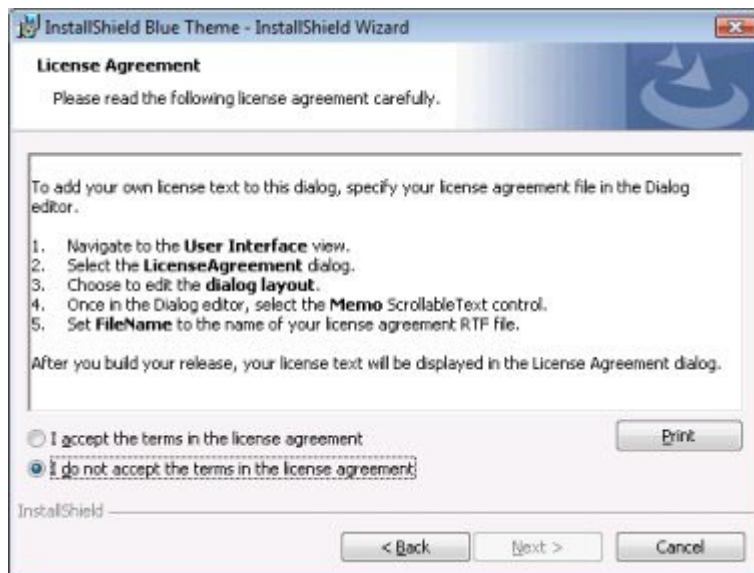 InstallShield Blue Theme - InstallShield Wizard
License Agreement
Please read the following license agreement carefully.
To add your own license text to this dialog, specify your license agreement file in the Dialog
editor.
1. Navigate to the User Interface view.
2. Select the LicenseAgreement dialog.
3. Choose to edit the dialog layout.
4. Once in the Dialog editor, select the Memo ScrollableText control.
5. Set FileName to the name of your license agreement RTF file.
After you build your release, your license text will be displayed in the License Agreement dialog.
I accept the terms in the license agreement
Print
I do not accept the terms in the license agreement
InstallShield
< Back
Next >
Cancel